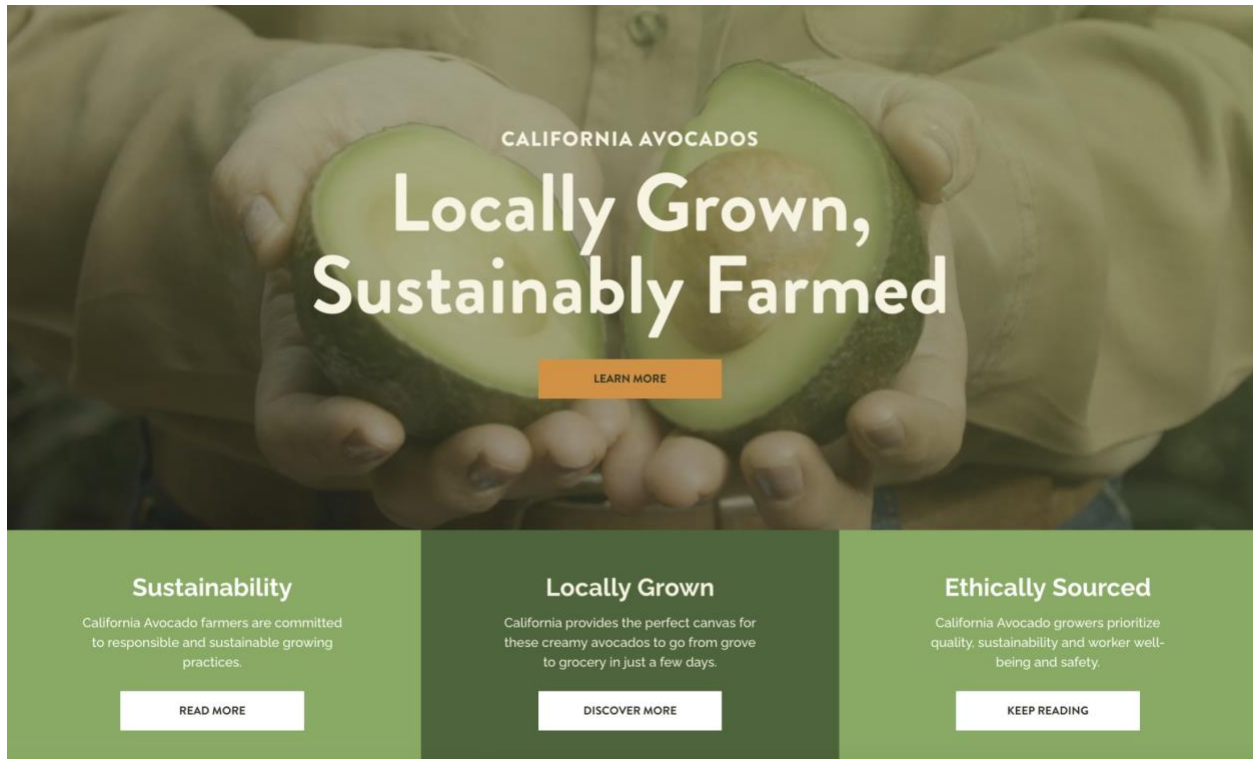 CALIFORNIA AVOCADOS
Locally Grown,
Sustainably Farmed
LEARN MORE
Sustainability
California Avocado farmers are committed
to responsible and sustainable growing
practices.
READ MORE
Locally Grown
California provides the perfect canvas for
these creamy avocados to go from grove
to grocery in just a few days.
DISCOVER MORE
Ethically Sourced
California Avocado growers prioritize
quality, sustainability and worker well-
being and safety.
KEEP READING